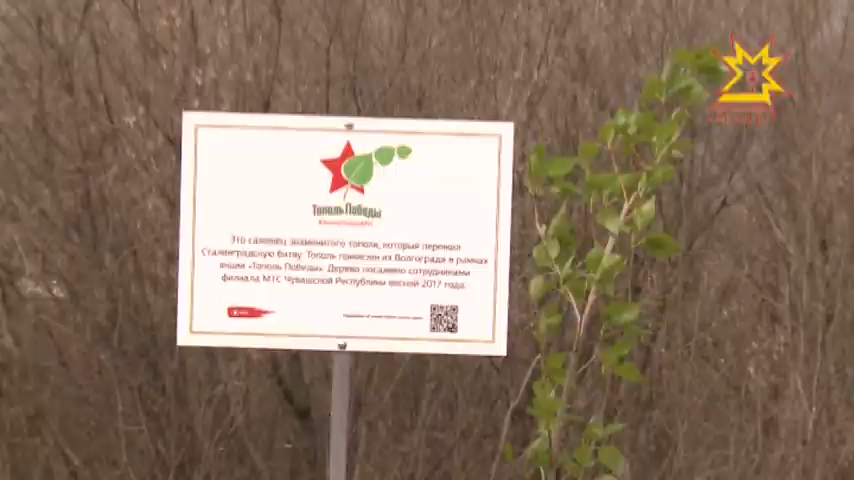 Тополь Победы
Это саженец знаменитого тополя, который пережил
Сталинградскую битву. Тополь привезен из Волгограда в рамках
акции «Тополь Победы». Дерево посажено сотрудниками
филиала МТС Чувашской Республики весной 2017 года.